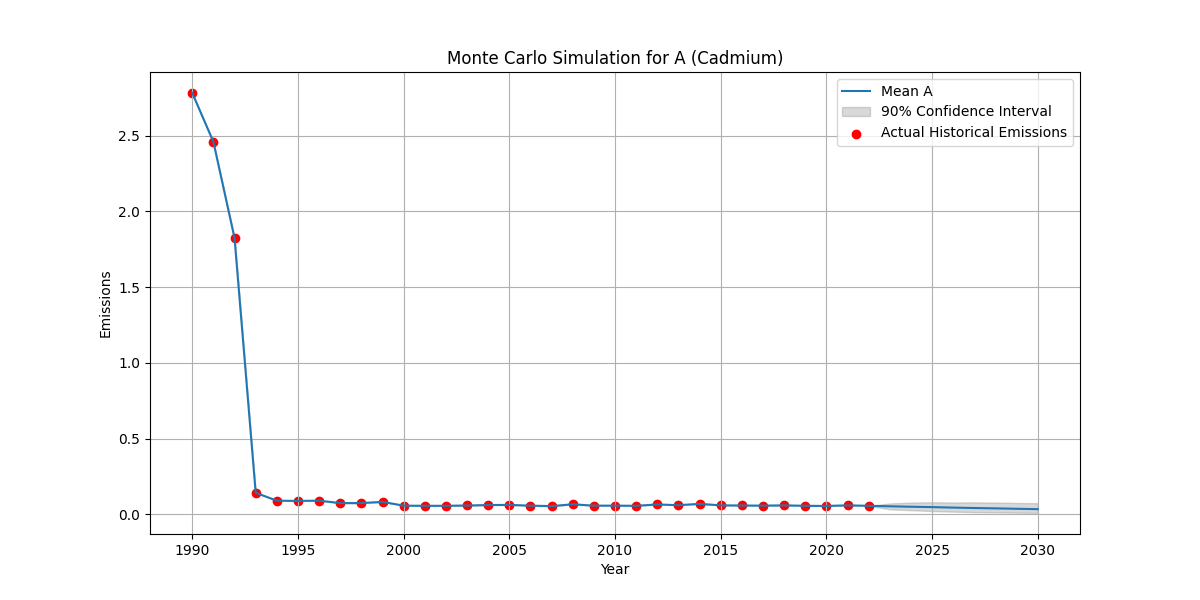 Monte Carlo Simulation for A (Cadmium)
Mean A
90% Confidence Interval
Actual Historical Emissions
Emissions
2.5
2.0
1.5
1.0
0.5
0.0
1990 1995 2000 2005 2010 2015 2020 2025 2030
Year